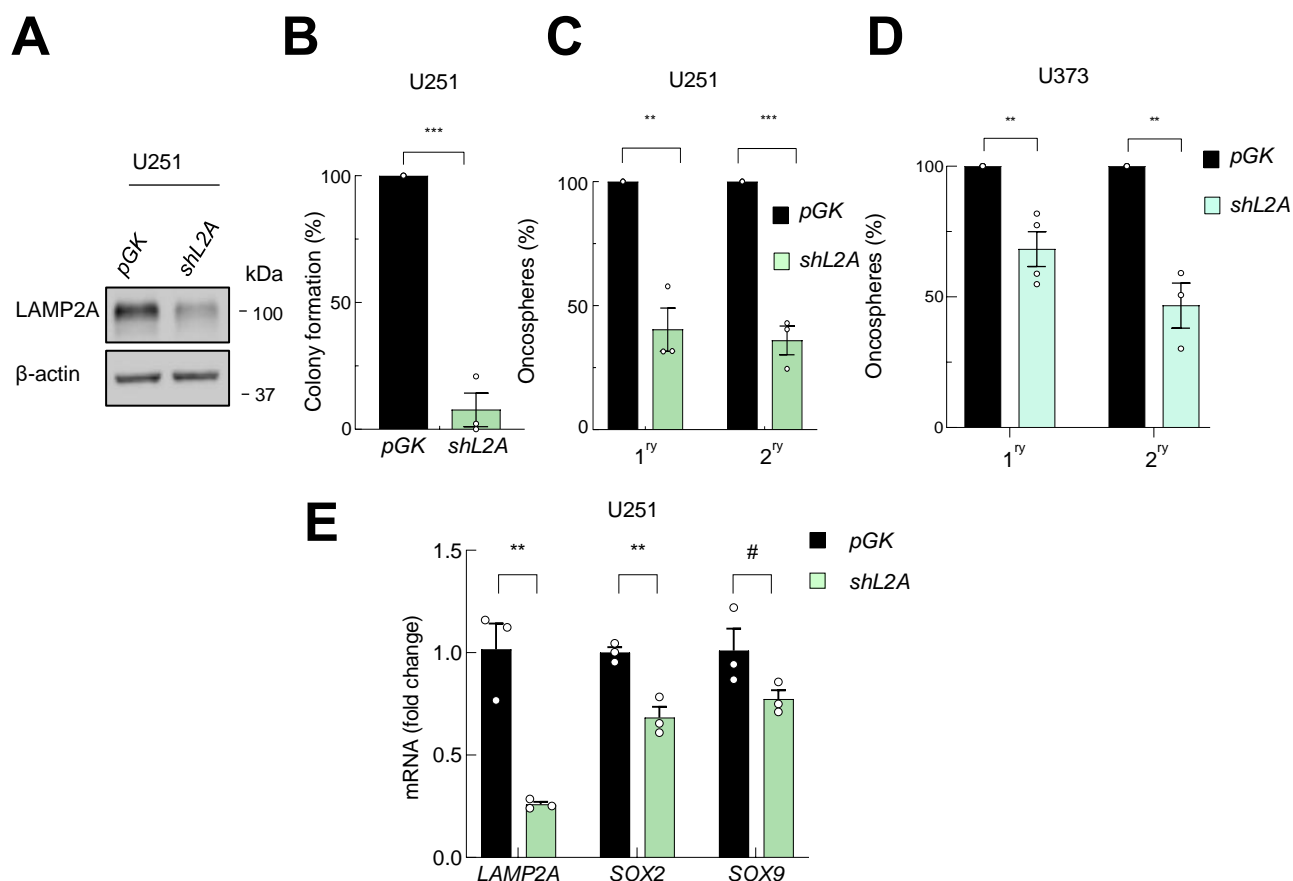 A
U251
pGK
shL2A
kDa
LAMP2A
- 100
β-actin
- 37
B
U251
***
Colony formation (%)
100
50
0
pGK
shL2A
C
U251
**
***
Oncospheres (%)
100
50
0
pGK
shL2A
1ry
2ry
D
U373
**
**
Oncospheres (%)
100
50
0
pGK
shL2A
1ry
2ry
E
U251
**
**
#
mRNA (fold change)
1.5
1.0
0.5
0.0
pGK
shL2A
LAMP2A
SOX2
SOX9